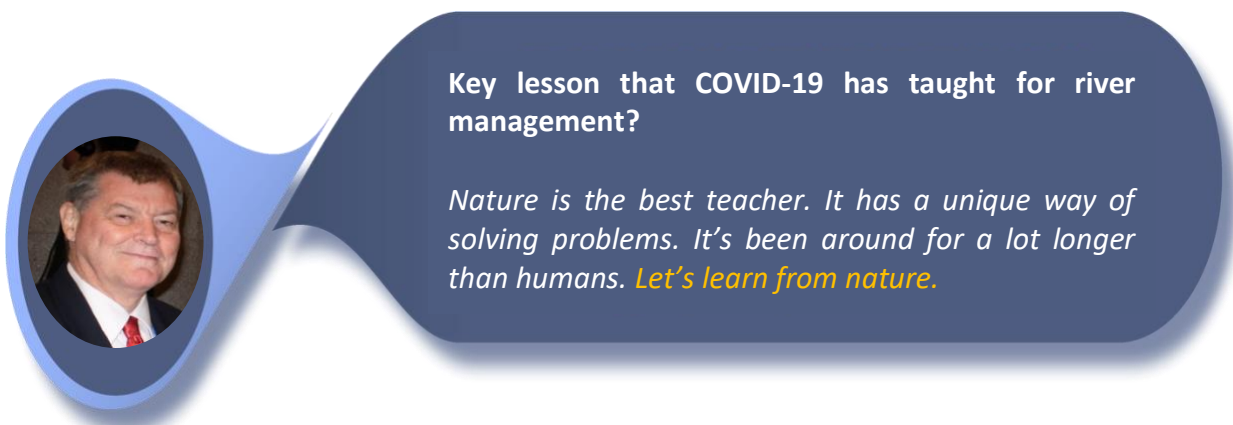 Key lesson that COVID-19 has taught for river
management?
Nature is the best teacher. It has a unique way of
solving problems. It’s been around for a lot longer
than humans. Let’s learn from nature.